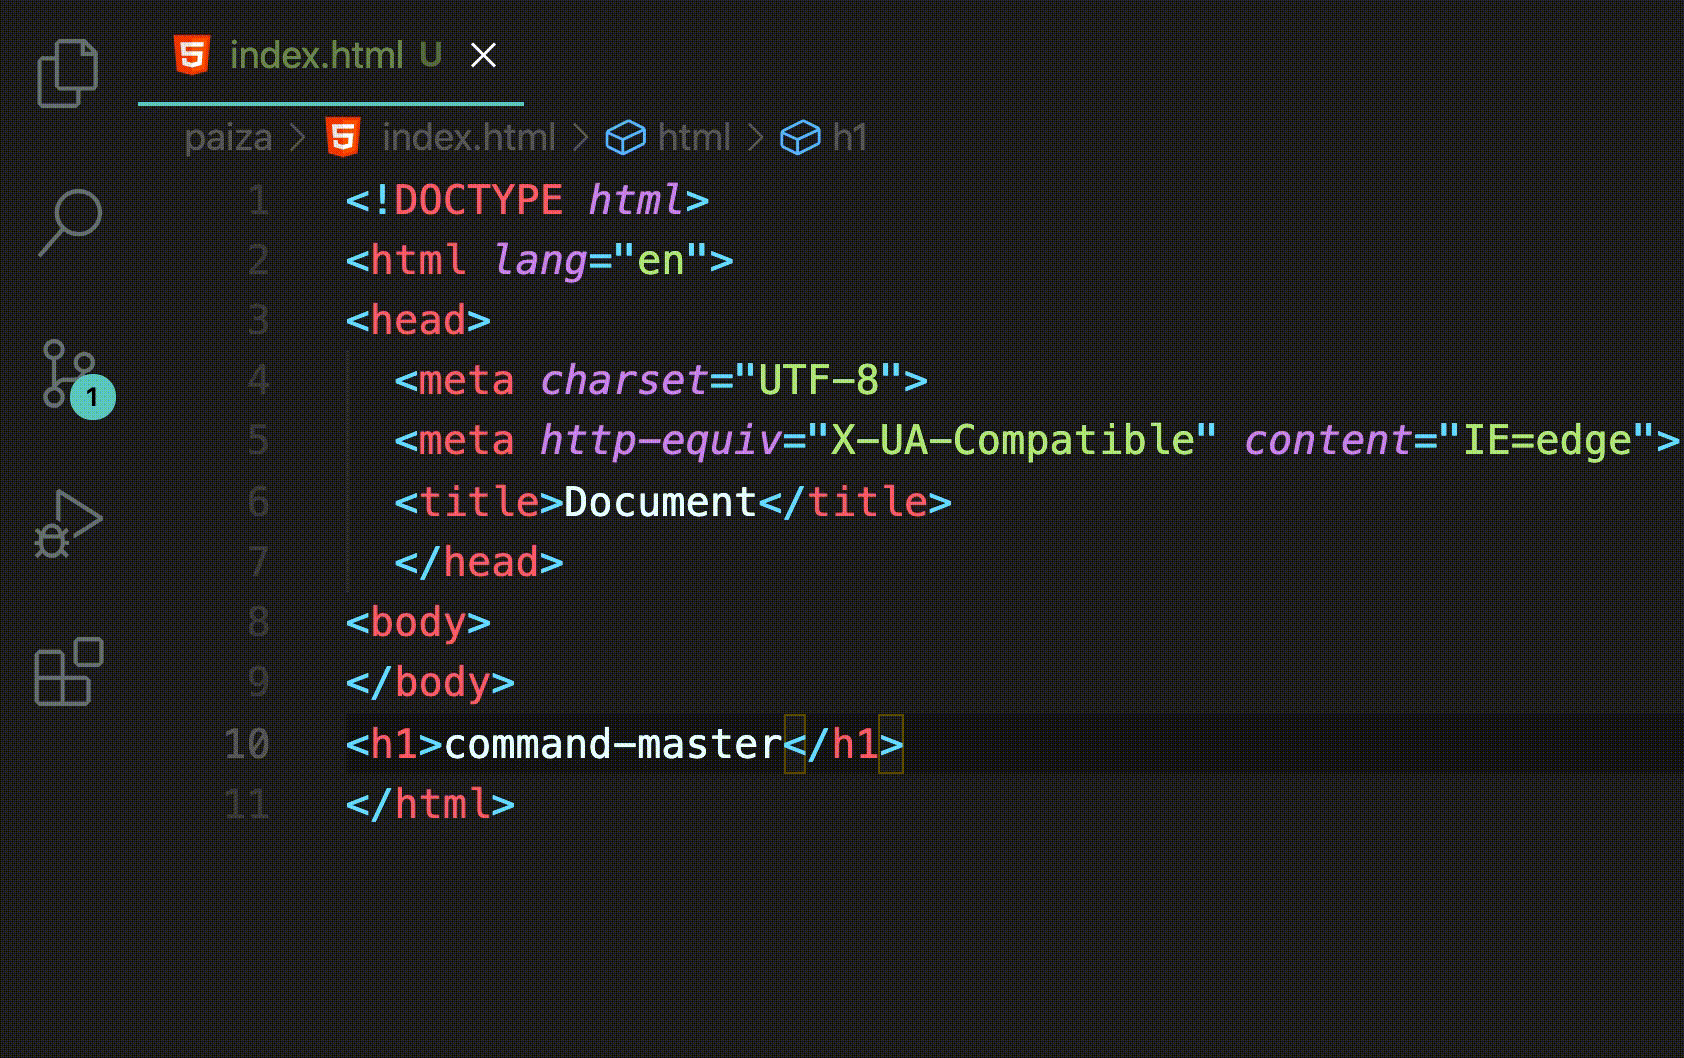 index.html U
paiza > index.html > html > h1
1 <!DOCTYPE html>
2 <html lang="en">
3 <head>
4   <meta charset="UTF-8">
5   <meta http-equiv="X-UA-Compatible" content="IE=edge">
6   <title>Document</title>
7   </head>
8 <body>
9 </body>
10 <h1>command-master</h1>
11 </html>
1